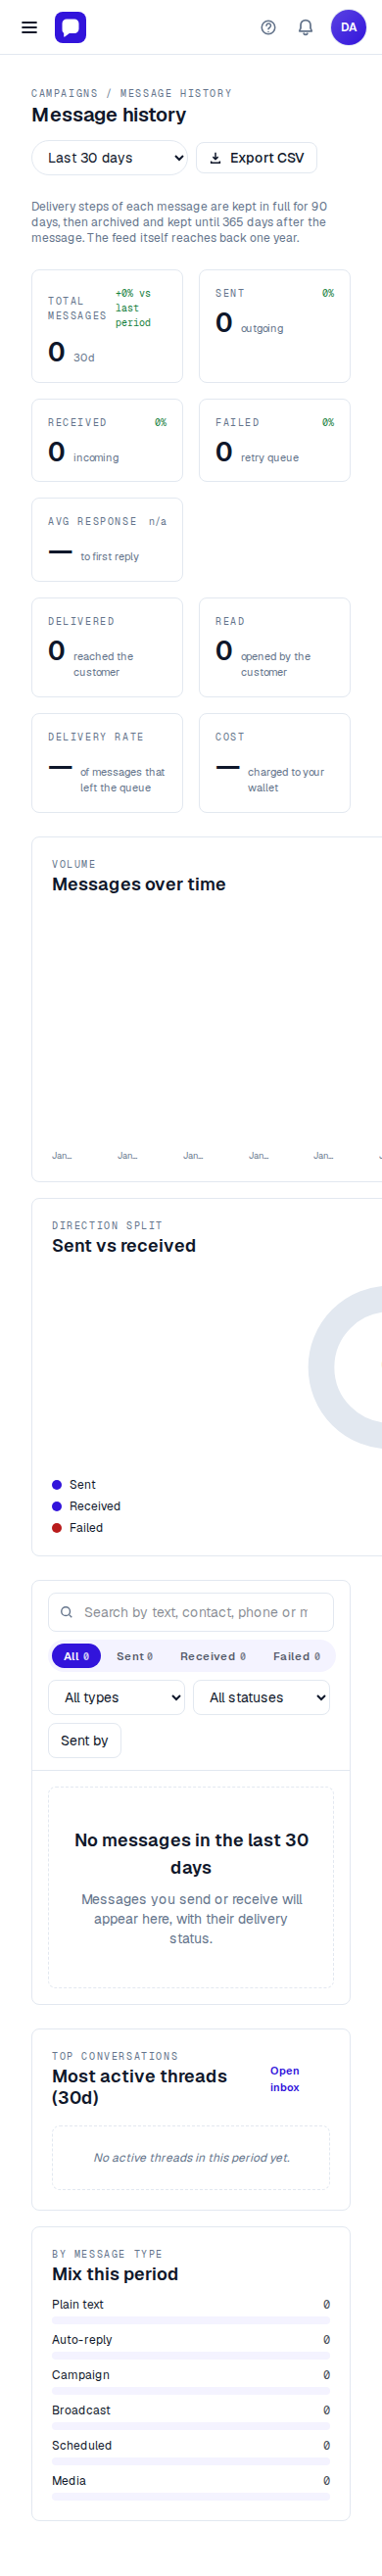 DA
CAMPAIGNS / MESSAGE HISTORY
Message history
Last 30 days
Export CSV
Delivery steps of each message are kept in full for 90
days, then archived and kept until 365 days after the
message. The feed itself reaches back one year.
TOTAL MESSAGES
+0% vs last period
0 30d
SENT 0%
0 outgoing
RECEIVED 0%
0 incoming
FAILED 0%
0 retry queue
AVG RESPONSE n/a
— to first reply
DELIVERED
0 reached the customer
READ
0 opened by the customer
DELIVERY RATE
— of messages that left the queue
COST
— charged to your wallet
VOLUME
Messages over time
Jan… Jan… Jan… Jan… Jan…
DIRECTION SPLIT
Sent vs received
Sent
Received
Failed
Search by text, contact, phone or
All 0 Sent 0 Received 0 Failed 0
All types All statuses
Sent by
No messages in the last 30
days
Messages you send or receive will
appear here, with their delivery
status.
TOP CONVERSATIONS
Most active threads
(30d)
Open
inbox
No active threads in this period yet.
BY MESSAGE TYPE
Mix this period
Plain text 0
Auto-reply 0
Campaign 0
Broadcast 0
Scheduled 0
Media 0